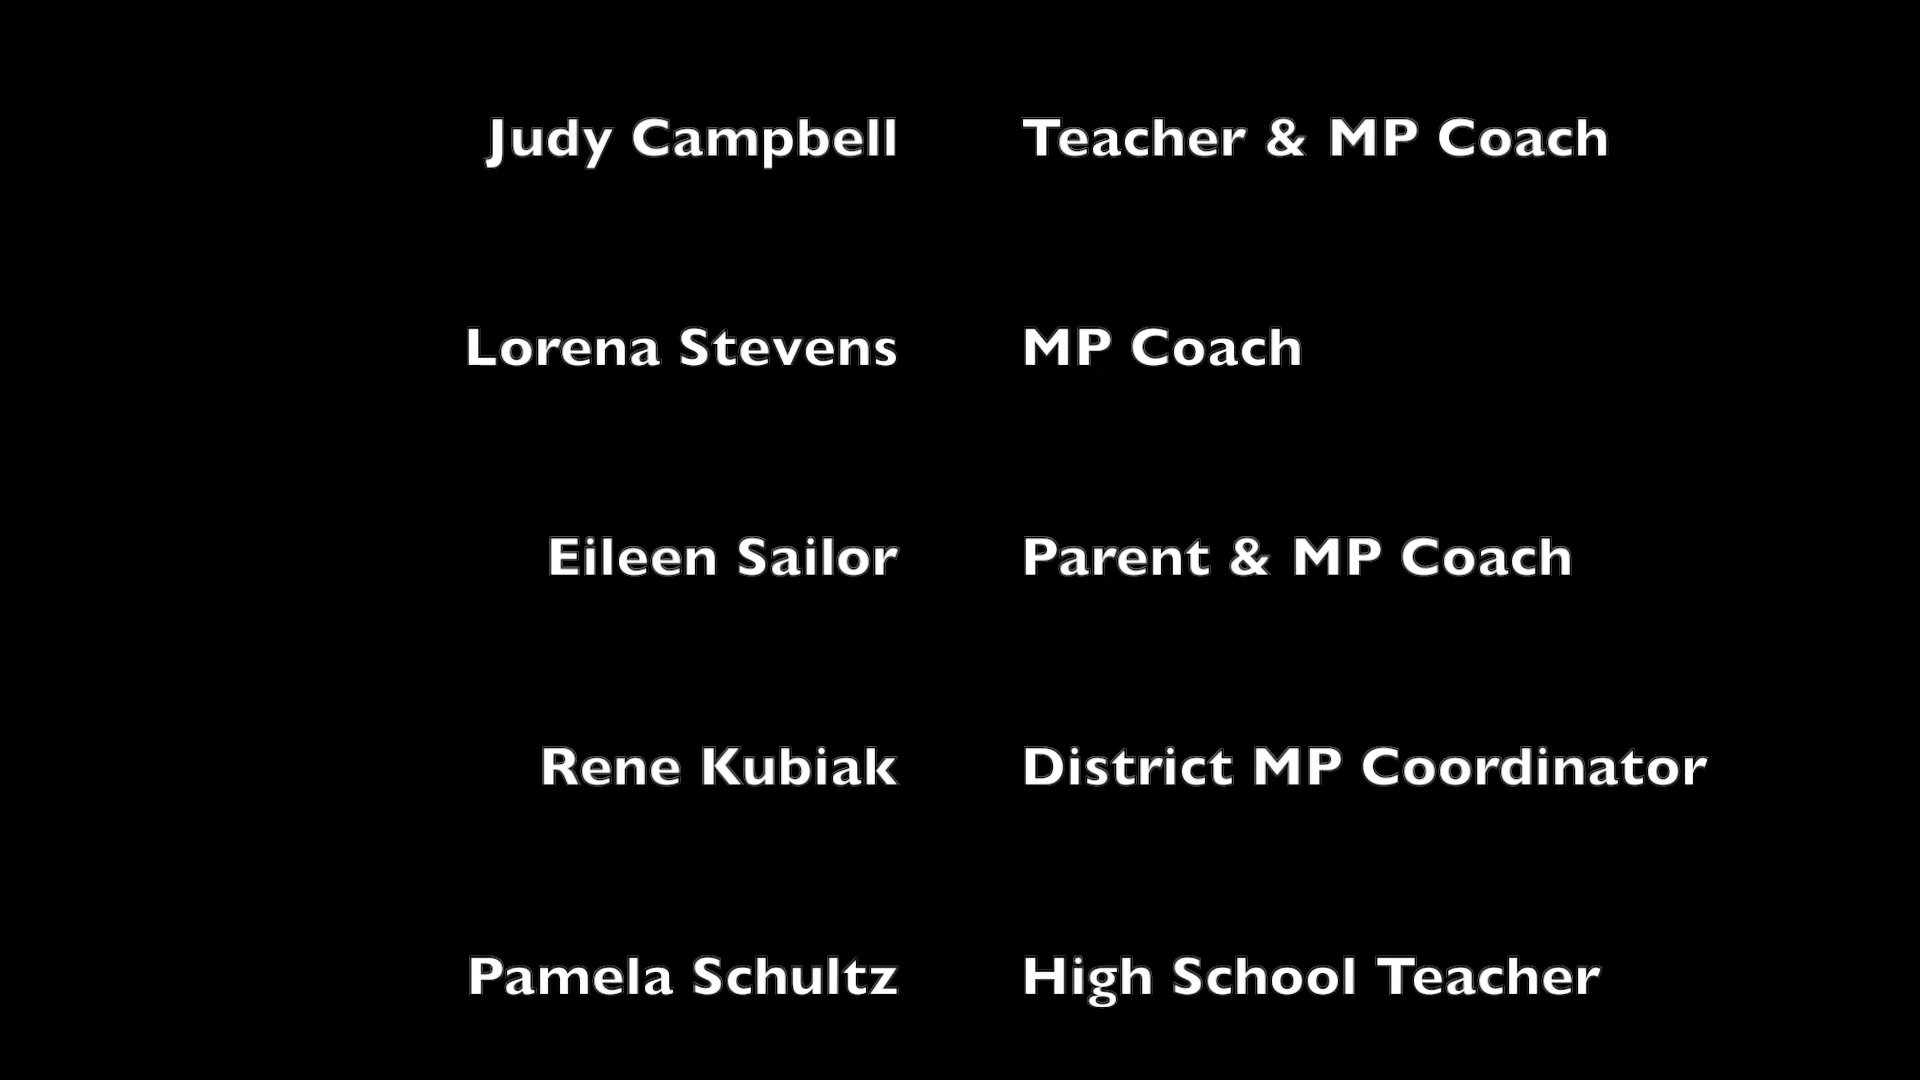 Judy Campbell Teacher & MP Coach
Lorena Stevens MP Coach
Eileen Sailor Parent & MP Coach
Rene Kubiak District MP Coordinator
Pamela Schultz High School Teacher